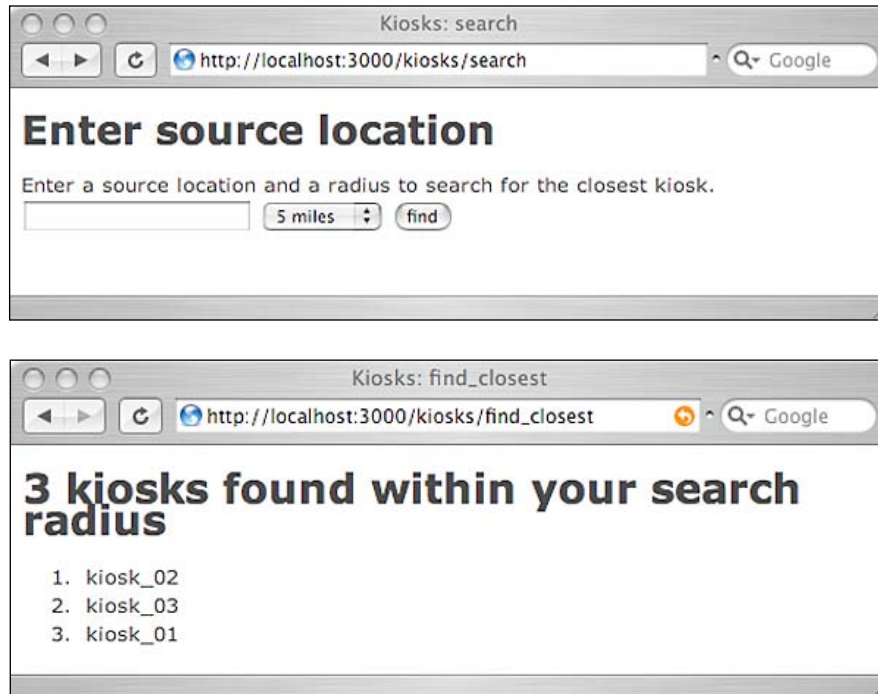 Kiosks: search
http://localhost:3000/kiosks/search
Google
Enter source location
Enter a source location and a radius to search for the closest kiosk.
5 miles find
Kiosks: find_closest
http://localhost:3000/kiosks/find_closest
Google
3 kiosks found within your search
radius
1. kiosk_02
2. kiosk_03
3. kiosk_01